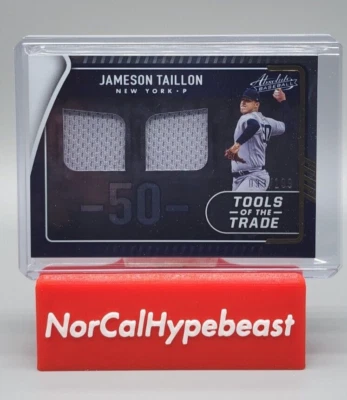 JAMESON TAILLON
NEW YORK • P
Absolute
BASEBALL
-50-
TOOLS
OF THE
TRADE
NorCalHypebeast